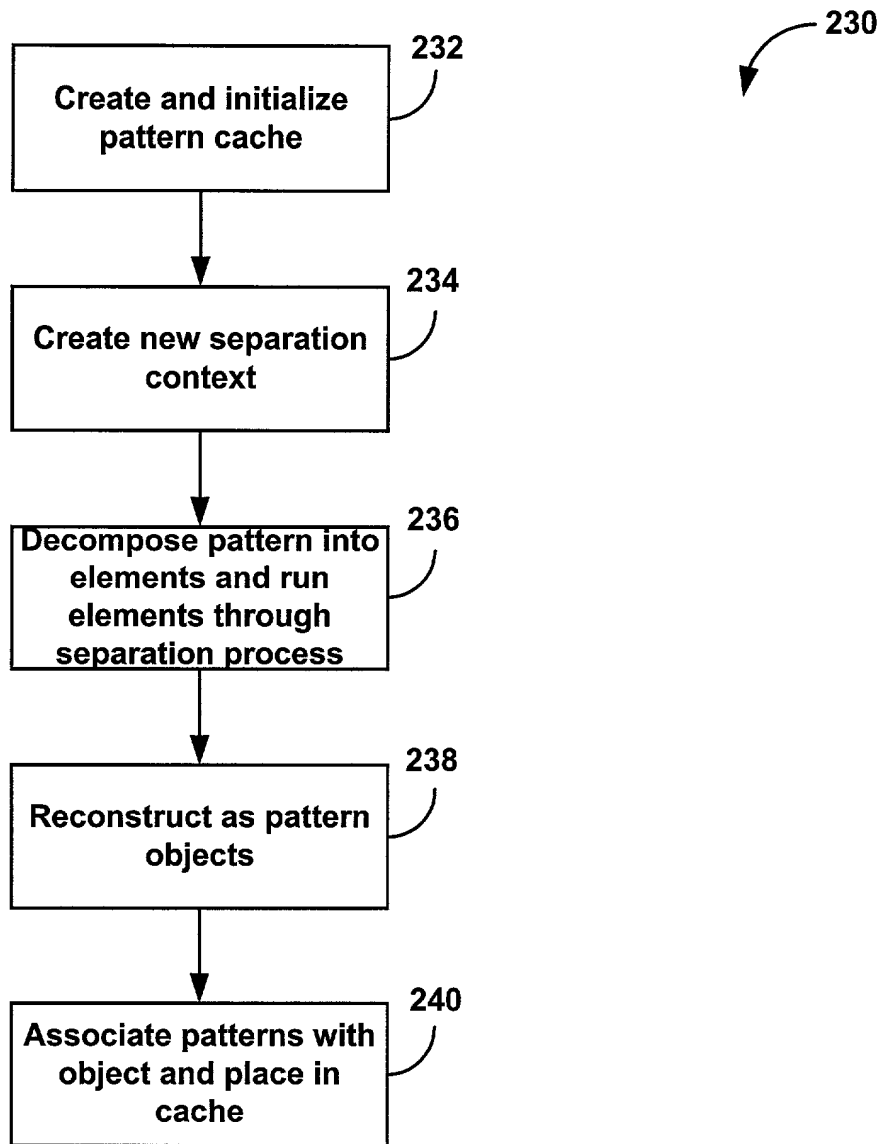 230
232
Create and initialize
pattern cache
234
Create new separation
context
236
Decompose pattern into
elements and run
elements through
separation process
238
Reconstruct as pattern
objects
240
Associate patterns with
object and place in
cache